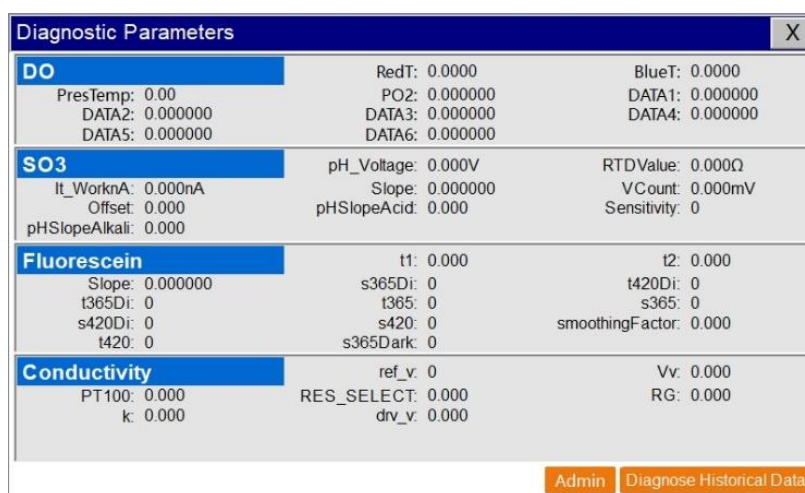 Diagnostic Parameters X
DO RedT: 0.0000 BlueT: 0.0000
PresTemp: 0.00 PO2: 0.000000 DATA1: 0.000000
DATA2: 0.000000 DATA3: 0.000000 DATA4: 0.000000
DATA5: 0.000000 DATA6: 0.000000
SO3 pH_Voltage: 0.000V RTDValue: 0.000Ω
It_WorknA: 0.000nA Slope: 0.000000 VCount: 0.000mV
Offset: 0.000 pHSlopeAcid: 0.000 Sensitivity: 0
pHSlopeAlkali: 0.000
Fluorescein t1: 0.000 t2: 0.000
Slope: 0.000000 s365Di: 0 t420Di: 0
t365Di: 0 t365: 0 s365: 0
s420Di: 0 s420: 0 smoothingFactor: 0.000
t420: 0 s365Dark: 0
Conductivity ref_v: 0 Vv: 0.000
PT100: 0.000 RES_SELECT: 0.000 RG: 0.000
k: 0.000 drv_v: 0.000
Admin Diagnose Historical Data